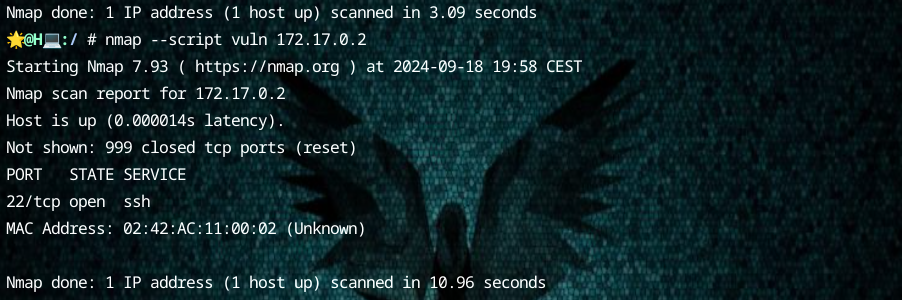 Nmap done: 1 IP address (1 host up) scanned in 3.09 seconds
🌟@H💻:/ # nmap --script vuln 172.17.0.2
Starting Nmap 7.93 ( https://nmap.org ) at 2024-09-18 19:58 CEST
Nmap scan report for 172.17.0.2
Host is up (0.000014s latency).
Not shown: 999 closed tcp ports (reset)
PORT   STATE SERVICE
22/tcp open  ssh
MAC Address: 02:42:AC:11:00:02 (Unknown)
Nmap done: 1 IP address (1 host up) scanned in 10.96 seconds